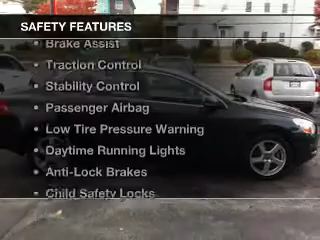 SAFETY FEATURES
• Brake Assist
• Traction Control
• Stability Control
• Passenger Airbag
• Low Tire Pressure Warning
• Daytime Running Lights
• Anti-Lock Brakes
• Child Safety Locks